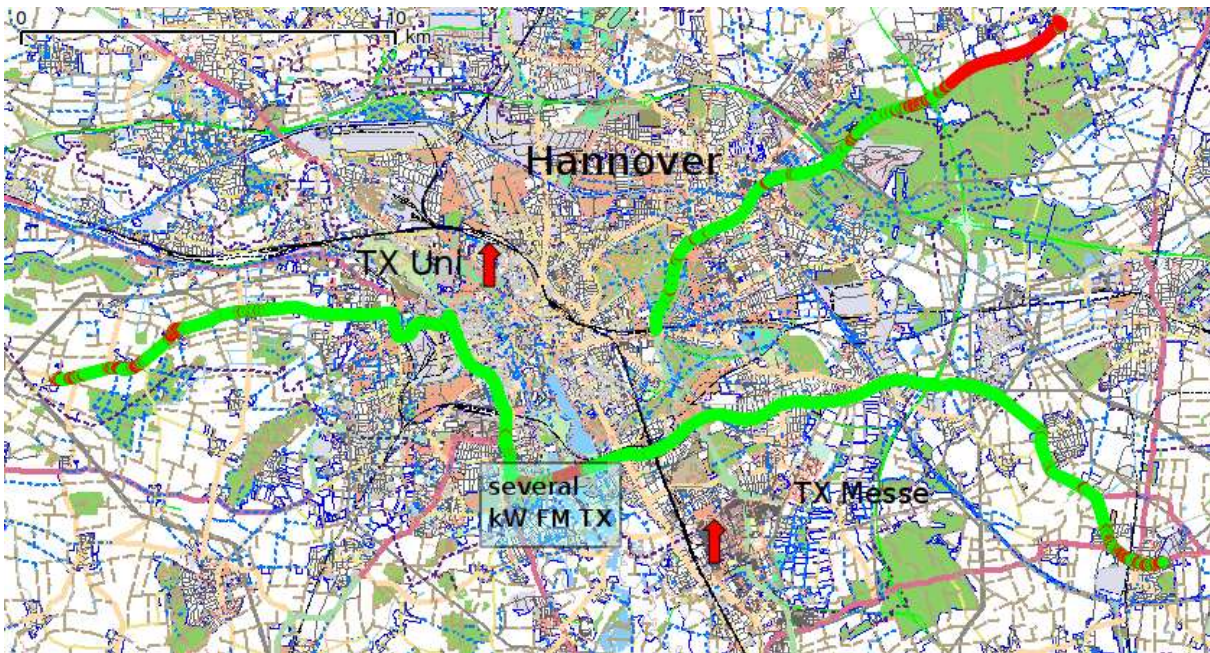 0
10
km
Hannover
TX Uni
several
kW FM TX
TX Messe